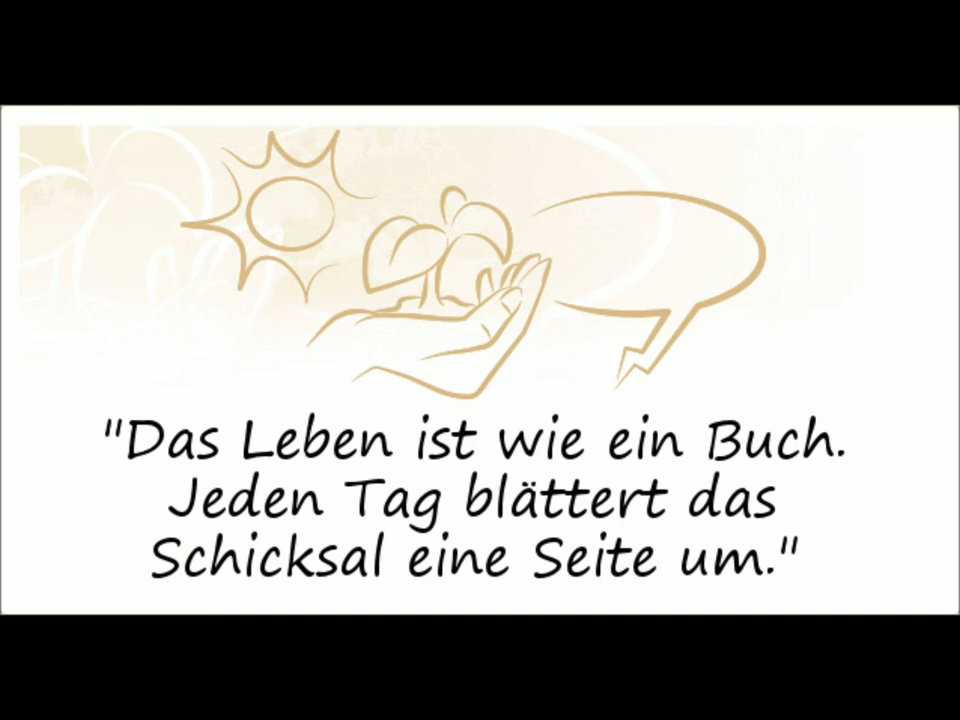 "Das Leben ist wie ein Buch.
Jeden Tag blättert das
Schicksal eine Seite um."